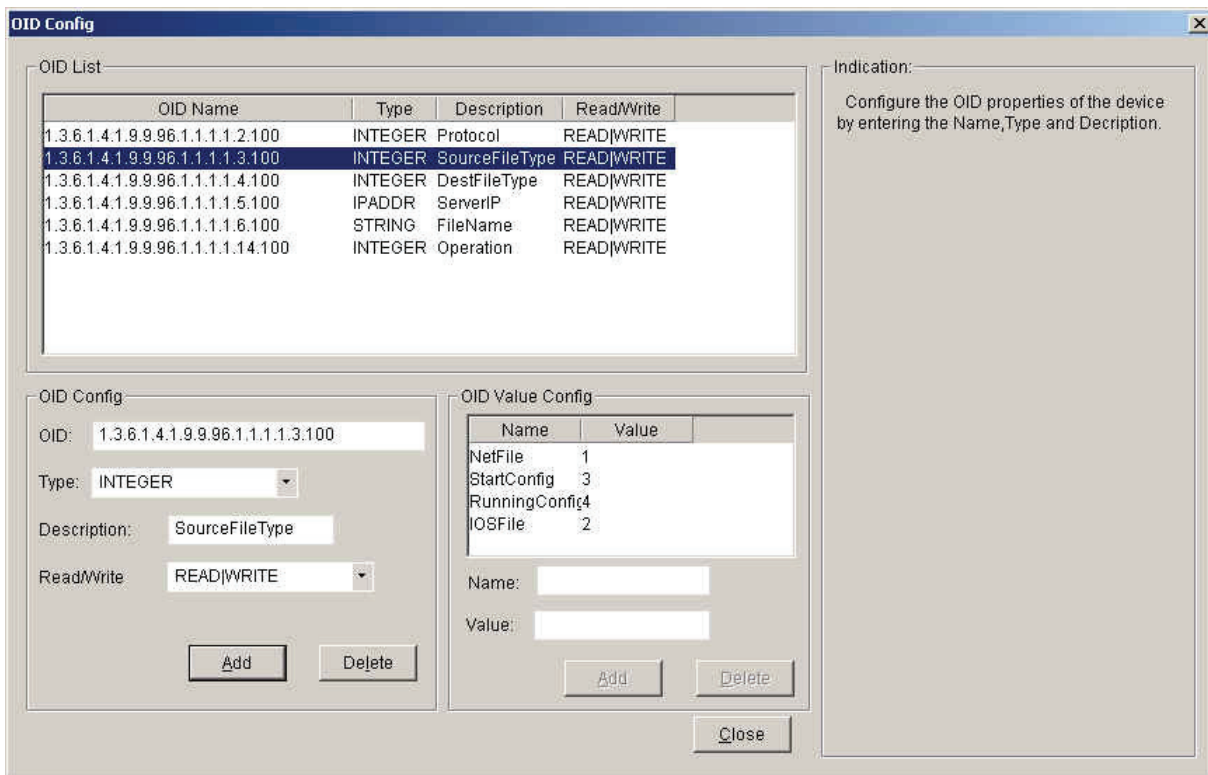 OID Config
OID List
OID Name Type Description Read/Write
1.3.6.1.4.1.9.9.96.1.1.1.1.2.100 INTEGER Protocol READ|WRITE
1.3.6.1.4.1.9.9.96.1.1.1.1.3.100 INTEGER SourceFileType READ|WRITE
1.3.6.1.4.1.9.9.96.1.1.1.1.4.100 INTEGER DestFileType READ|WRITE
1.3.6.1.4.1.9.9.96.1.1.1.1.5.100 IPADDR ServerIP READ|WRITE
1.3.6.1.4.1.9.9.96.1.1.1.1.6.100 STRING FileName READ|WRITE
1.3.6.1.4.1.9.9.96.1.1.1.1.14.100 INTEGER Operation READ|WRITE
Indication:
Configure the OID properties of the device
by entering the Name,Type and Decription.
OID Config
OID: 1.3.6.1.4.1.9.9.96.1.1.1.1.3.100
Type: INTEGER
Description: SourceFileType
Read/Write READ|WRITE
Add Delete
OID Value Config
Name Value
NetFile 1
StartConfig 3
RunningConfig 4
IOSFile 2
Name:
Value:
Add Delete
Close